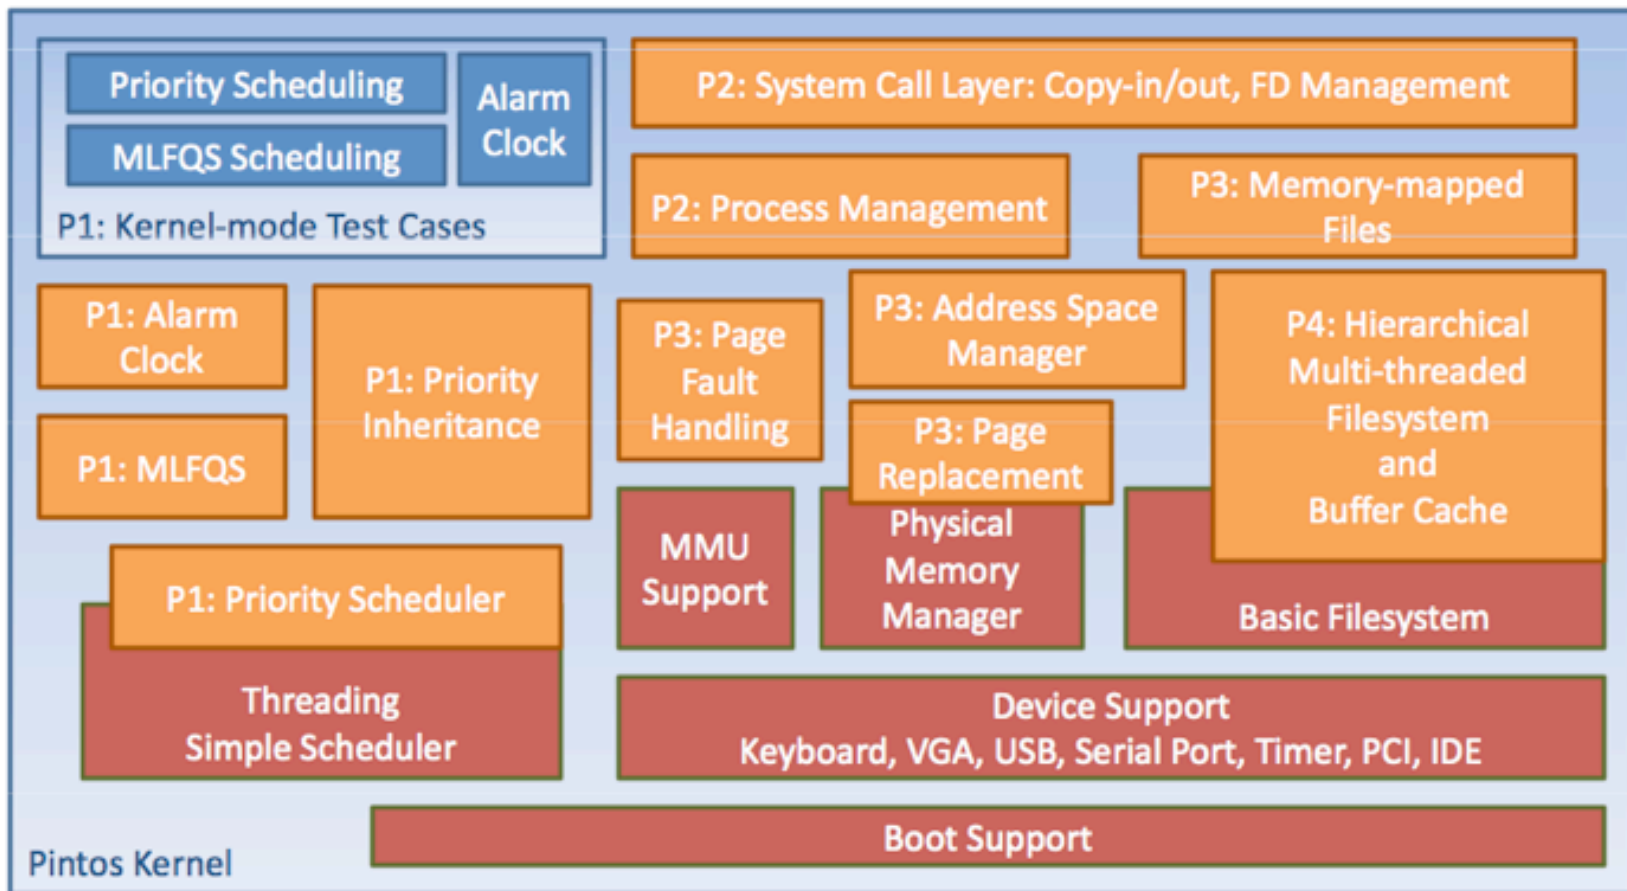 Priority Scheduling
MLFQS Scheduling
Alarm
Clock
P1: Kernel-mode Test Cases
P2: System Call Layer: Copy-in/out, FD Management
P2: Process Management
P3: Memory-mapped
Files
P1: Alarm
Clock
P1: MLFQS
P1: Priority
Inheritance
P3: Page
Fault
Handling
P3: Address Space
Manager
P3: Page
Replacement
P4: Hierarchical
Multi-threaded
Filesystem
and
Buffer Cache
P1: Priority Scheduler
Threading
Simple Scheduler
MMU
Support
Physical
Memory
Manager
Basic Filesystem
Device Support
Keyboard, VGA, USB, Serial Port, Timer, PCI, IDE
Boot Support
Pintos Kernel